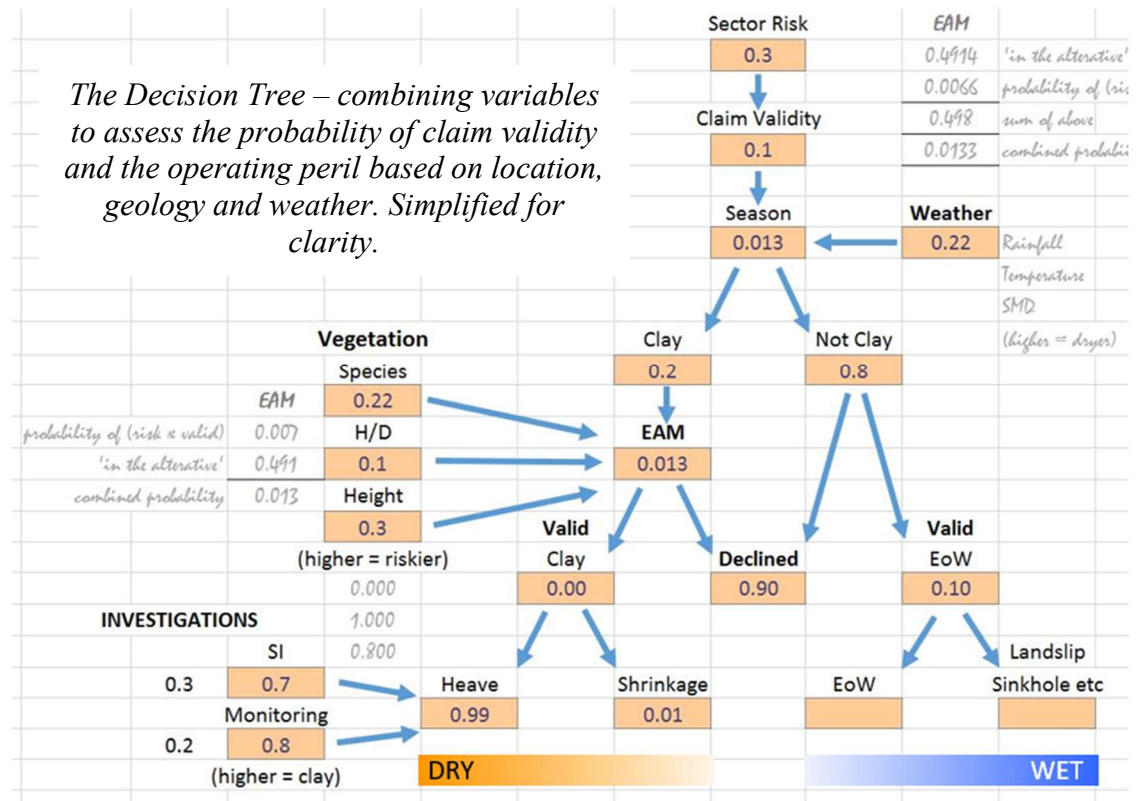 Sector Risk EAM
0.3 0.4914 'in the alterative'
0.0066 probability of (ris
Claim Validity 0.498 sum of above
0.1 0.0133 combined probabii
The Decision Tree – combining variables
to assess the probability of claim validity
and the operating peril based on location,
geology and weather. Simplified for
clarity.
Season Weather
0.013 0.22 Rainfall
Temperature
SMD
(higher = dryer)
Vegetation Clay Not Clay
Species 0.2 0.8
EAM 0.22
probability of (risk x valid) 0.007 H/D EAM
'in the alterative' 0.491 0.1 0.013
combined probability 0.013 Height
0.3 Valid Valid
(higher = riskier) Clay Declined EoW
0.000 0.00 0.90 0.10
INVESTIGATIONS 1.000
SI 0.800 Landslip
0.3 0.7 Heave Shrinkage EoW Sinkhole etc
Monitoring 0.99 0.01
0.2 0.8
(higher = clay) DRY WET